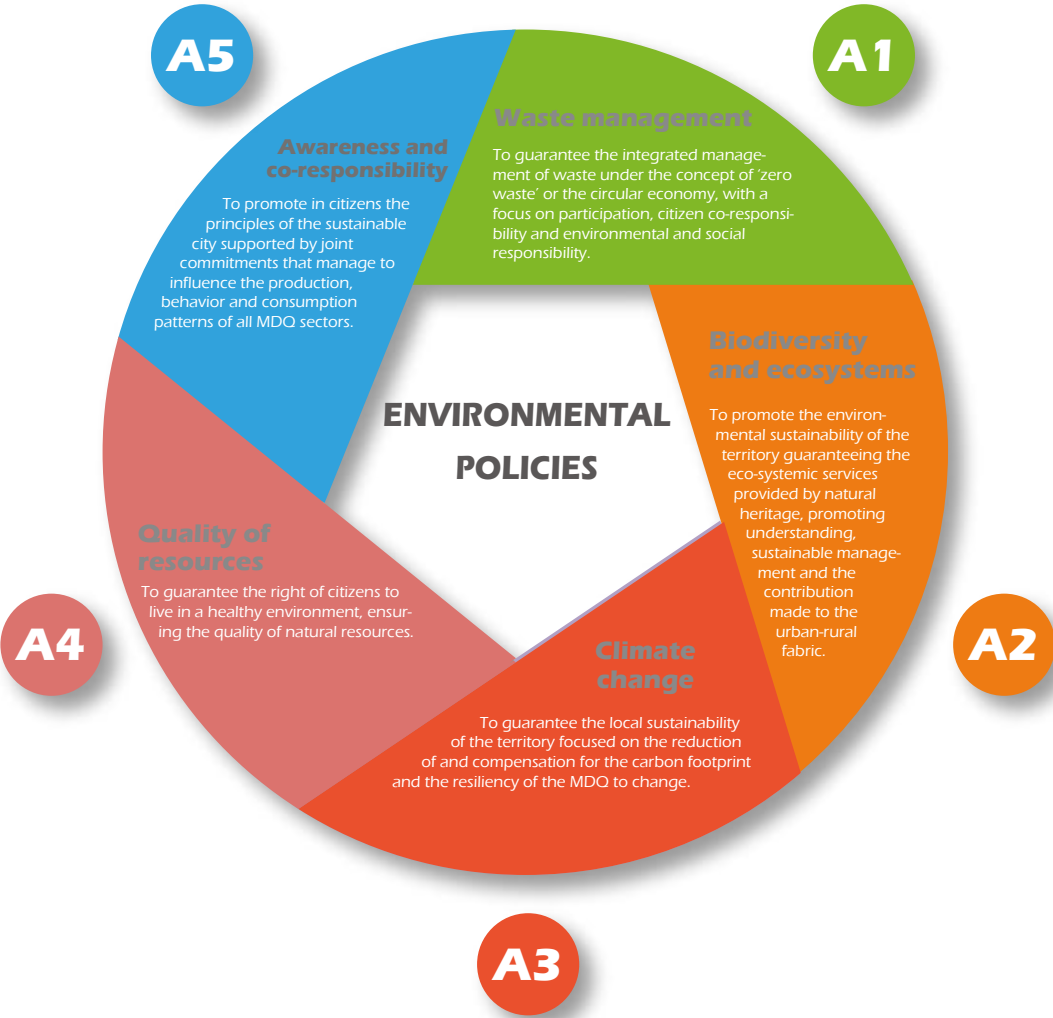 A5
A1
Waste management
To guarantee the integrated manage-
ment of waste under the concept of ‘zero
waste’ or the circular economy, with a
focus on participation, citizen co-responsi-
bility and environmental and social
responsibility.
Awareness and
co-responsibility
To promote in citizens the
principles of the sustainable
city supported by joint
commitments that manage to
influence the production,
behavior and consumption
patterns of all MDQ sectors.
Biodiversity
and ecosystems
To promote the environ-
mental sustainability of the
territory guaranteeing the
eco-systemic services
provided by natural
heritage, promoting
understanding,
sustainable manage-
ment and the
contribution
made to the
urban-rural
fabric.
ENVIRONMENTAL
POLICIES
Quality of
resources
To guarantee the right of citizens to
live in a healthy environment, ensur-
ing the quality of natural resources.
A4
A2
Climate
change
To guarantee the local sustainability
of the territory focused on the reduction
of and compensation for the carbon footprint
and the resiliency of the MDQ to change.
A3